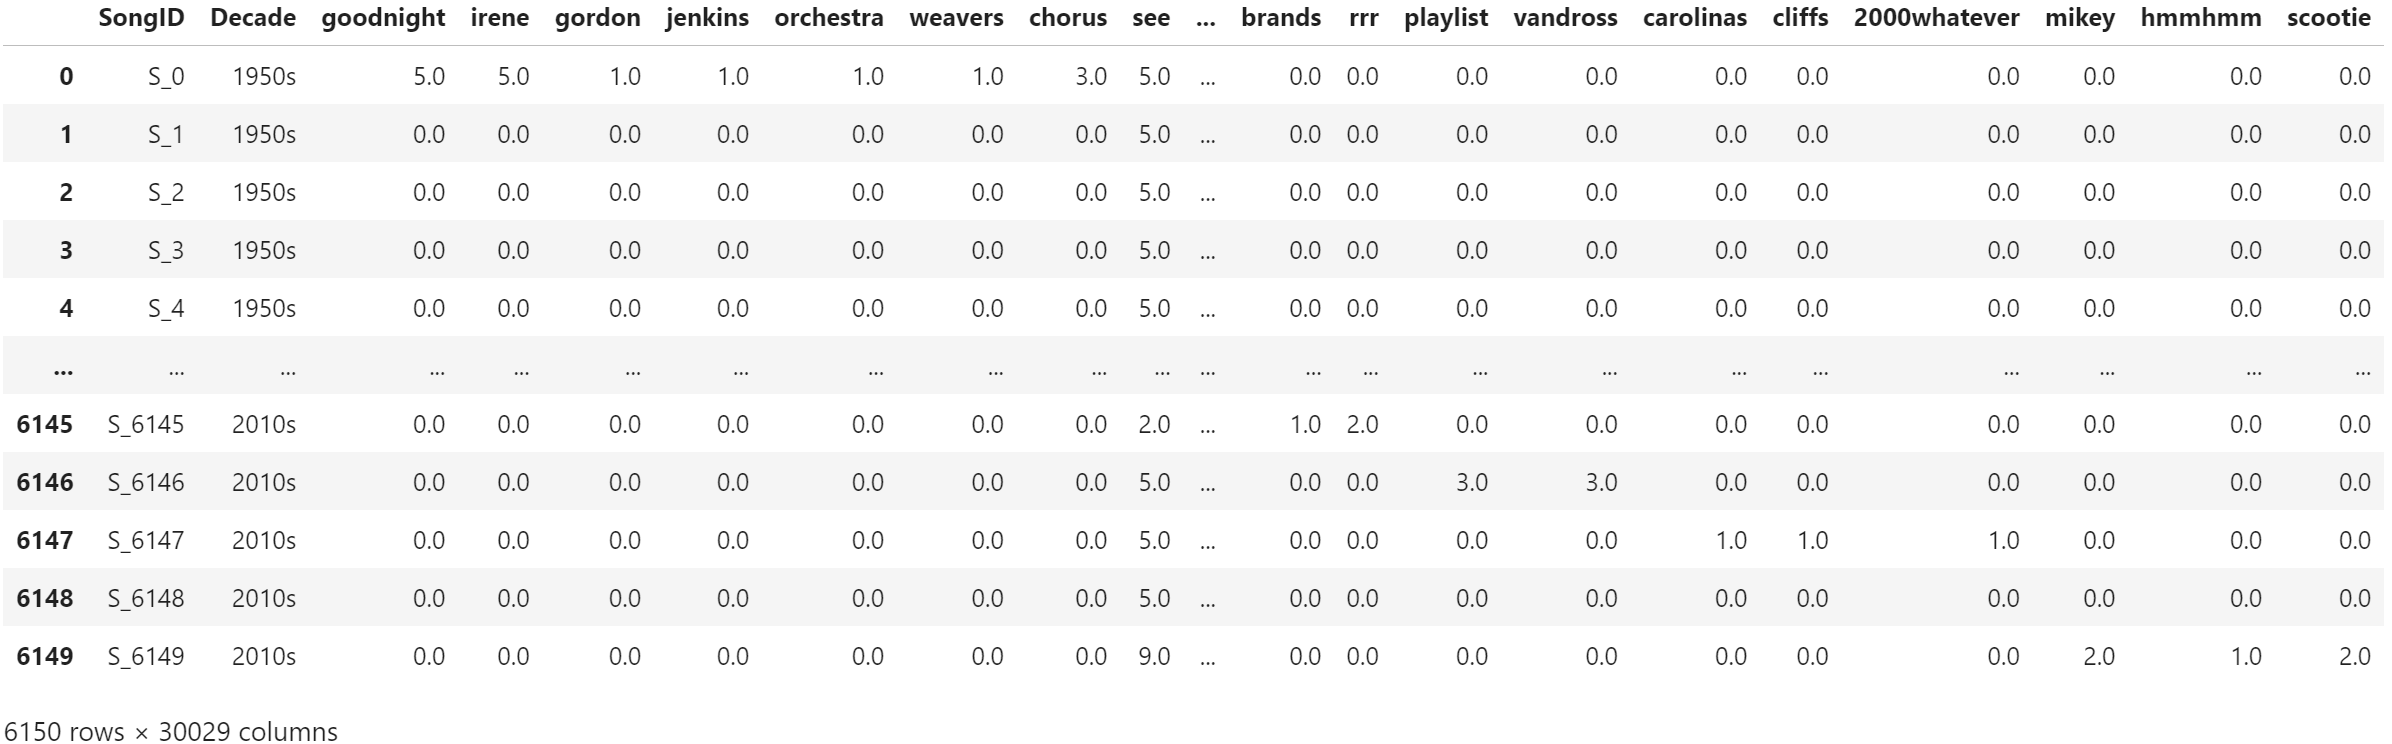 SongID Decade goodnight irene gordon jenkins orchestra weavers chorus see ... brands rrr playlist vandross carolinas cliffs 2000whatever mikey hmmhmm scootie
0 S_0 1950s 5.0 5.0 1.0 1.0 1.0 1.0 3.0 5.0 ... 0.0 0.0 0.0 0.0 0.0 0.0 0.0 0.0 0.0 0.0
1 S_1 1950s 0.0 0.0 0.0 0.0 0.0 0.0 0.0 5.0 ... 0.0 0.0 0.0 0.0 0.0 0.0 0.0 0.0 0.0 0.0
2 S_2 1950s 0.0 0.0 0.0 0.0 0.0 0.0 0.0 5.0 ... 0.0 0.0 0.0 0.0 0.0 0.0 0.0 0.0 0.0 0.0
3 S_3 1950s 0.0 0.0 0.0 0.0 0.0 0.0 0.0 5.0 ... 0.0 0.0 0.0 0.0 0.0 0.0 0.0 0.0 0.0 0.0
4 S_4 1950s 0.0 0.0 0.0 0.0 0.0 0.0 0.0 5.0 ... 0.0 0.0 0.0 0.0 0.0 0.0 0.0 0.0 0.0 0.0
... ... ... ... ... ... ... ... ... ... ... ... ... ... ... ... ... ... ... ... ... ...
6145 S_6145 2010s 0.0 0.0 0.0 0.0 0.0 0.0 0.0 2.0 ... 1.0 2.0 0.0 0.0 0.0 0.0 0.0 0.0 0.0 0.0
6146 S_6146 2010s 0.0 0.0 0.0 0.0 0.0 0.0 0.0 5.0 ... 0.0 0.0 3.0 3.0 0.0 0.0 0.0 0.0 0.0 0.0
6147 S_6147 2010s 0.0 0.0 0.0 0.0 0.0 0.0 0.0 5.0 ... 0.0 0.0 0.0 0.0 1.0 1.0 1.0 0.0 0.0 0.0
6148 S_6148 2010s 0.0 0.0 0.0 0.0 0.0 0.0 0.0 5.0 ... 0.0 0.0 0.0 0.0 0.0 0.0 0.0 0.0 0.0 0.0
6149 S_6149 2010s 0.0 0.0 0.0 0.0 0.0 0.0 0.0 9.0 ... 0.0 0.0 0.0 0.0 0.0 0.0 0.0 2.0 1.0 2.0
6150 rows × 30029 columns